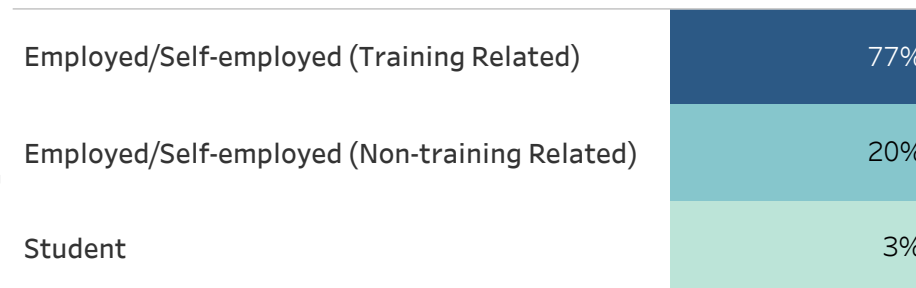 Employed/Self-employed (Training Related) 77%
Employed/Self-employed (Non-training Related) 20%
Student 3%